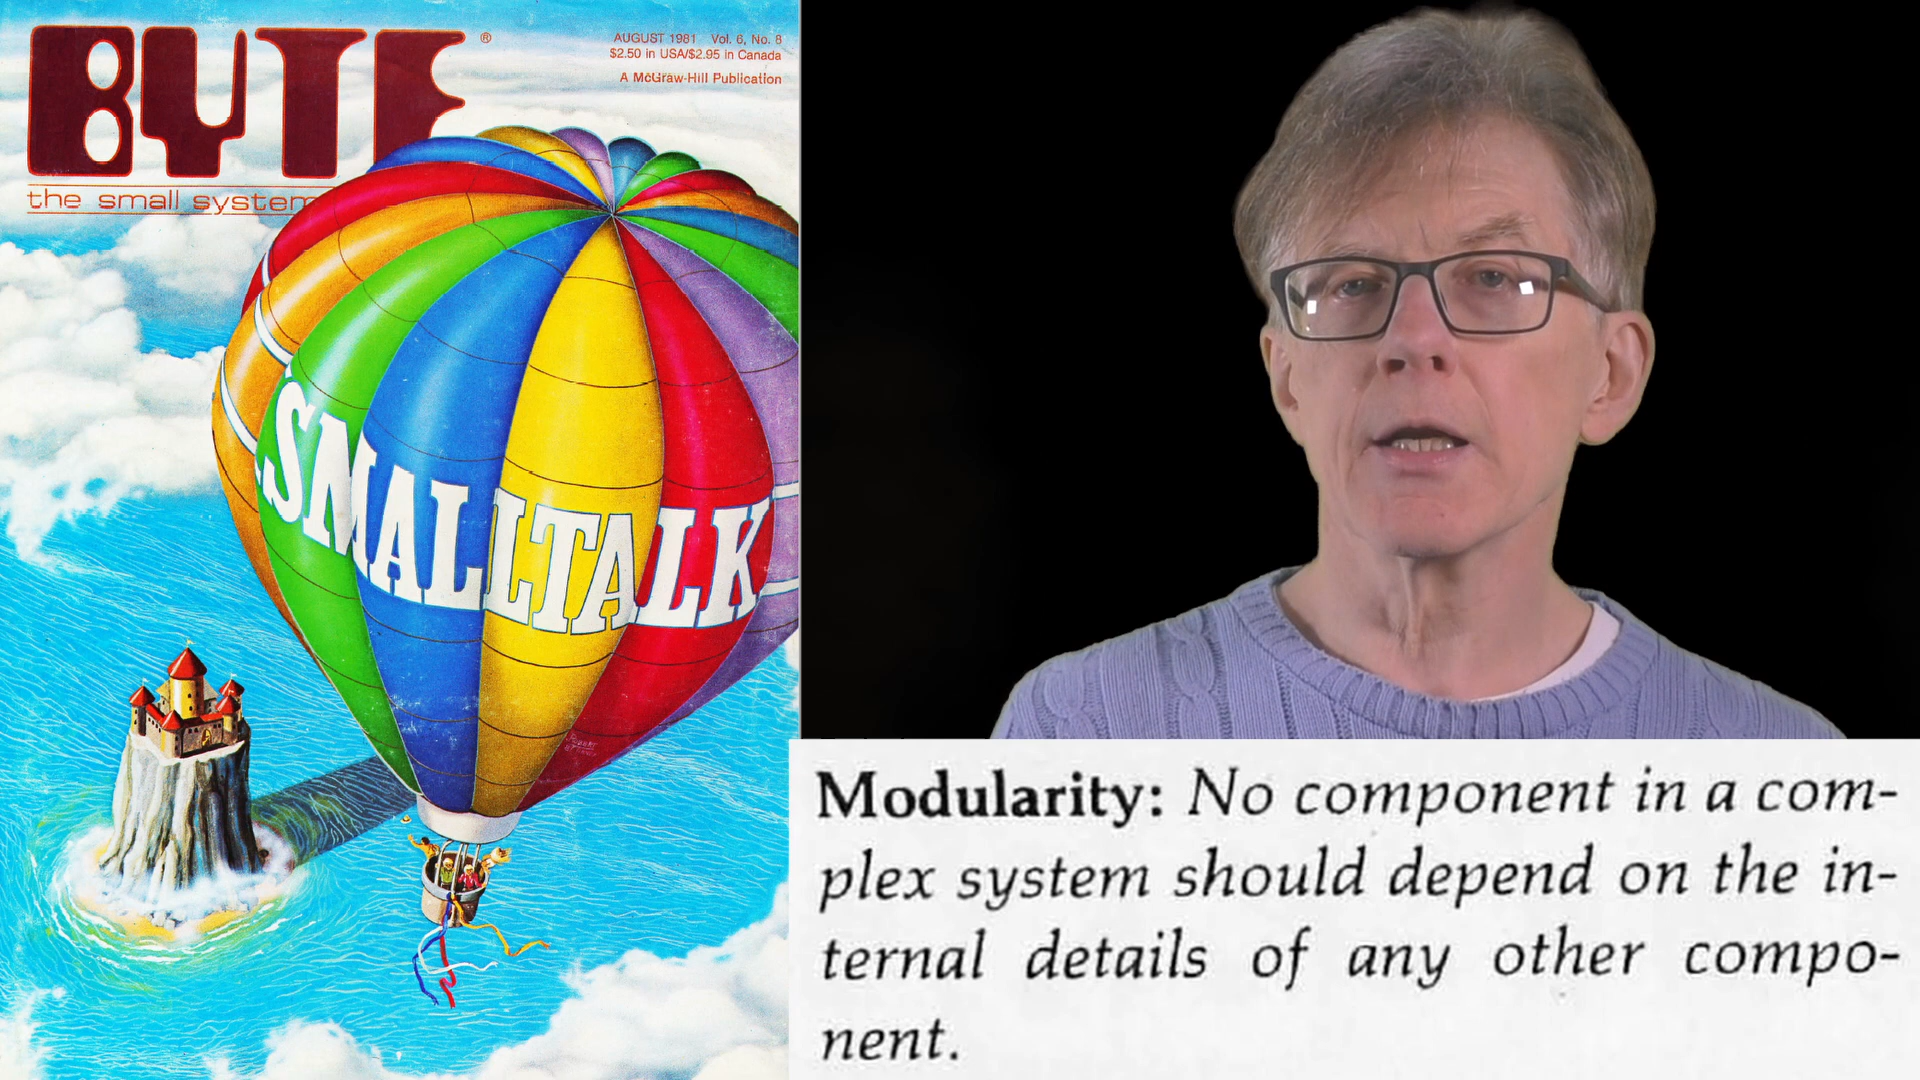 BYTE®
AUGUST 1981 Vol. 6, No. 8
$2.50 in USA/$2.95 in Canada
A McGraw-Hill Publication
the small system
SMALLTALK
Modularity: No component in a com-
plex system should depend on the in-
ternal details of any other compo-
nent.